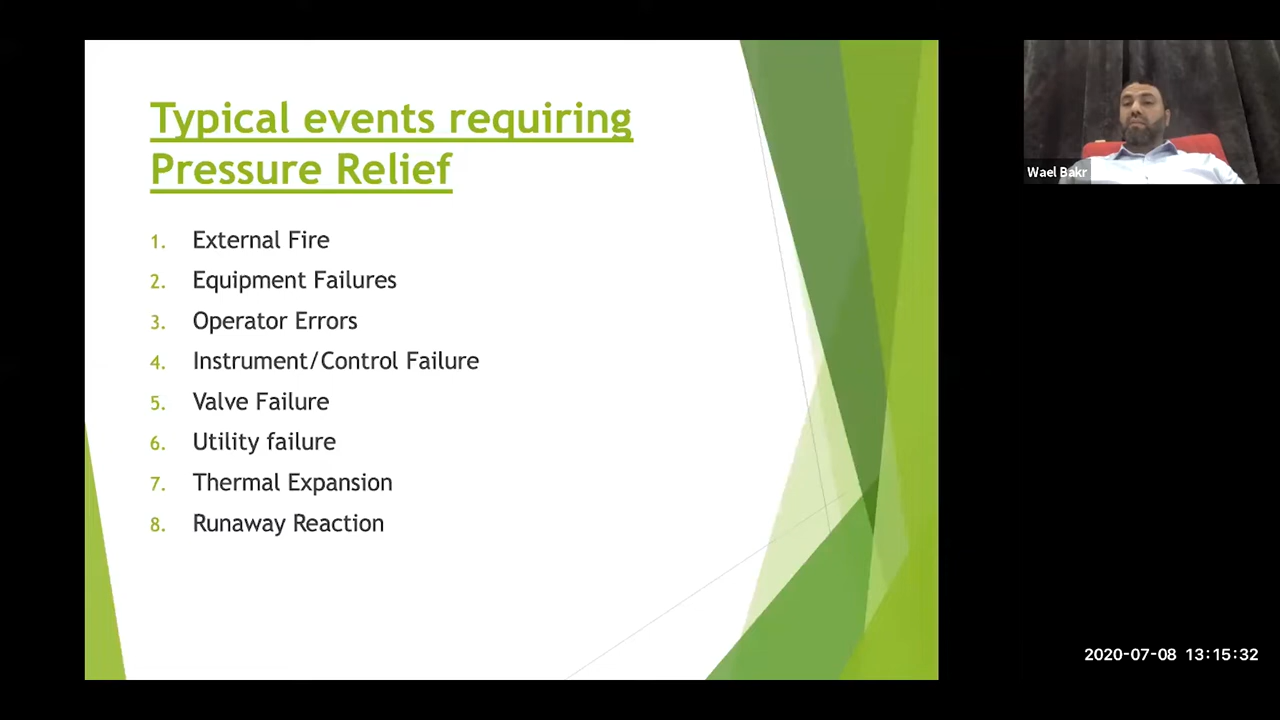 Typical events requiring
Pressure Relief
1. External Fire
2. Equipment Failures
3. Operator Errors
4. Instrument/Control Failure
5. Valve Failure
6. Utility failure
7. Thermal Expansion
8. Runaway Reaction
Wael Bakr
2020-07-08 13:15:32